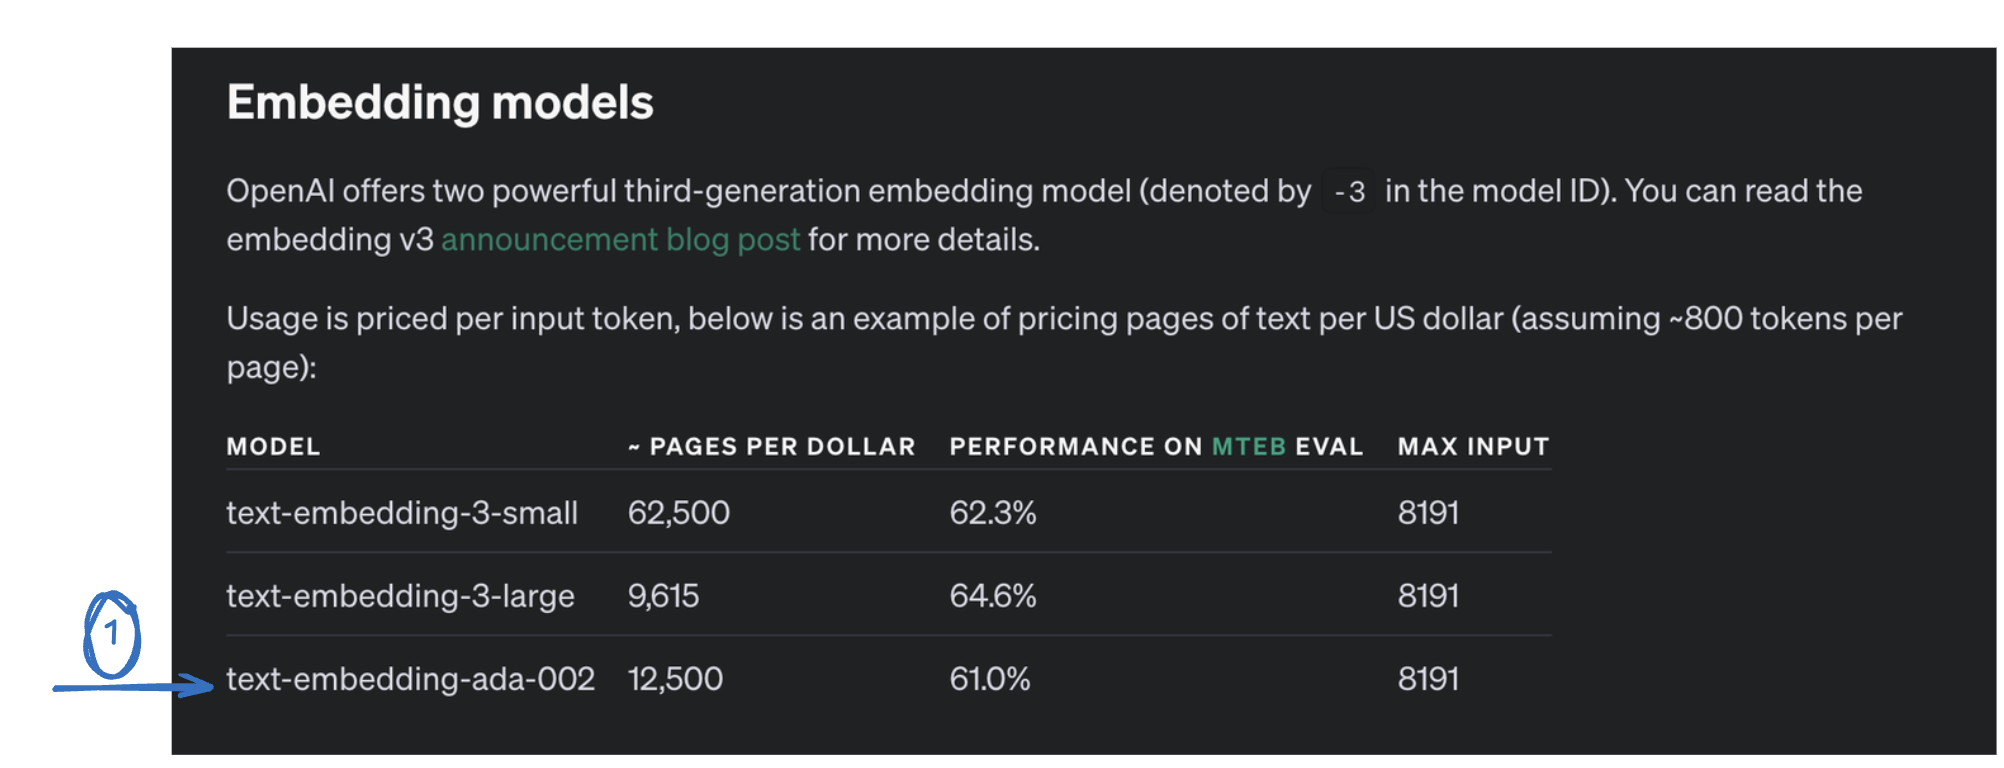 Embedding models
OpenAI offers two powerful third-generation embedding model (denoted by -3 in the model ID). You can read the
embedding v3 announcement blog post for more details.
Usage is priced per input token, below is an example of pricing pages of text per US dollar (assuming ~800 tokens per
page):
MODEL ~ PAGES PER DOLLAR PERFORMANCE ON MTEB EVAL MAX INPUT
text-embedding-3-small 62,500 62.3% 8191
text-embedding-3-large 9,615 64.6% 8191
1
text-embedding-ada-002 12,500 61.0% 8191